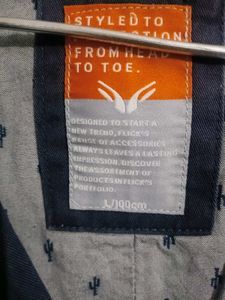 STYLED TO
FROM HEAD
TO TOE.
DESIGNED TO START A
NEW TREND, FLICK'S
RANGE OF ACCESSORIES
ALWAYS LEAVES A LASTING
IMPRESSION. DISCOVER
THE ASSORTMENT OF
PRODUCTS IN FLICK'S
PORTFOLIO.
L/100cm